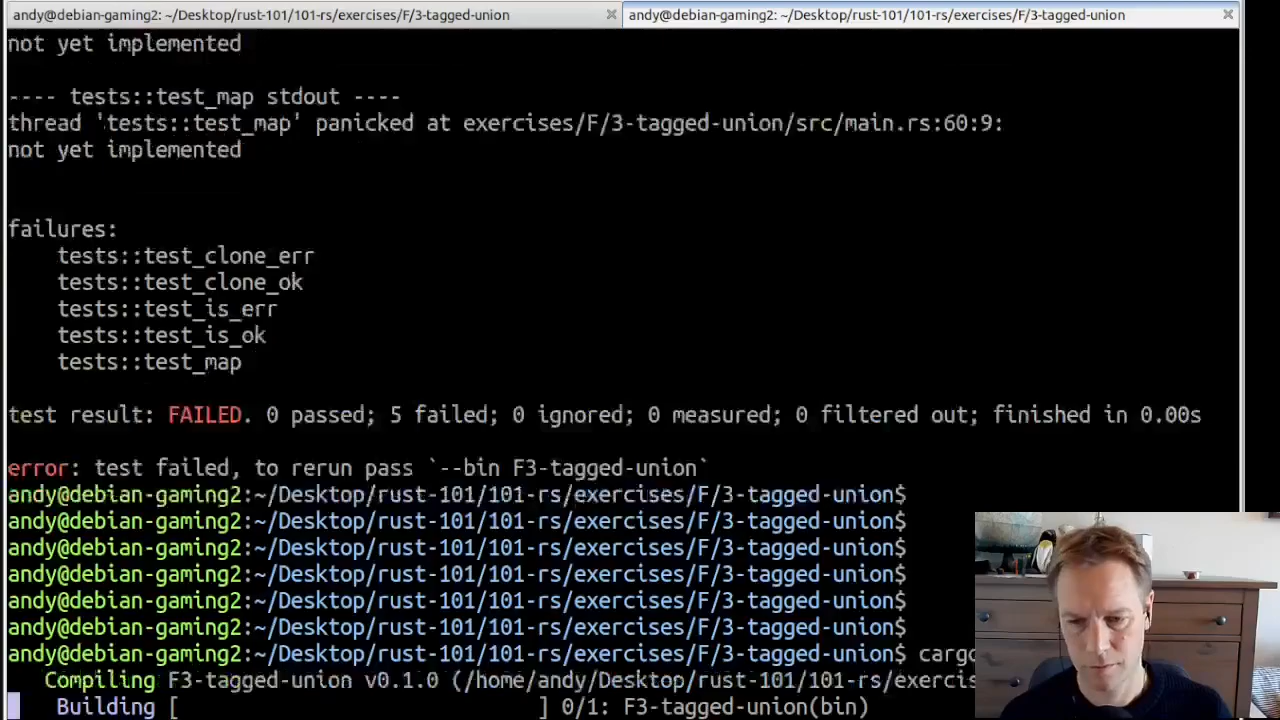 andy@debian-gaming2: ~/Desktop/rust-101/101-rs/exercises/F/3-tagged-union
andy@debian-gaming2: ~/Desktop/rust-101/101-rs/exercises/F/3-tagged-union
not yet implemented
---- tests::test_map stdout ----
thread 'tests::test_map' panicked at exercises/F/3-tagged-union/src/main.rs:60:9:
not yet implemented
failures:
tests::test_clone_err
tests::test_clone_ok
tests::test_is_err
tests::test_is_ok
tests::test_map
test result: FAILED. 0 passed; 5 failed; 0 ignored; 0 measured; 0 filtered out; finished in 0.00s
error: test failed, to rerun pass `--bin F3-tagged-union`
andy@debian-gaming2:~/Desktop/rust-101/101-rs/exercises/F/3-tagged-union$
andy@debian-gaming2:~/Desktop/rust-101/101-rs/exercises/F/3-tagged-union$
andy@debian-gaming2:~/Desktop/rust-101/101-rs/exercises/F/3-tagged-union$
andy@debian-gaming2:~/Desktop/rust-101/101-rs/exercises/F/3-tagged-union$
andy@debian-gaming2:~/Desktop/rust-101/101-rs/exercises/F/3-tagged-union$
andy@debian-gaming2:~/Desktop/rust-101/101-rs/exercises/F/3-tagged-union$
andy@debian-gaming2:~/Desktop/rust-101/101-rs/exercises/F/3-tagged-union$ carg
Compiling F3-tagged-union v0.1.0 (/home/andy/Desktop/rust-101/101-rs/exercis
Building [ ] 0/1: F3-tagged-union(bin)